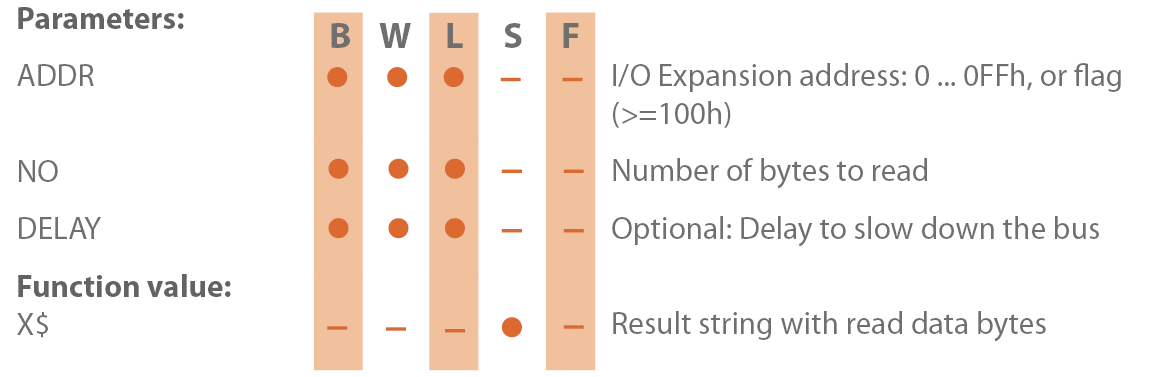 Parameters:
B W L S F
ADDR ● ● ● – – I/O Expansion address: 0 ... 0FFh, or flag
(>=100h)
NO ● ● ● – – Number of bytes to read
DELAY ● ● ● – – Optional: Delay to slow down the bus
Function value:
X$ – – – ● – Result string with read data bytes